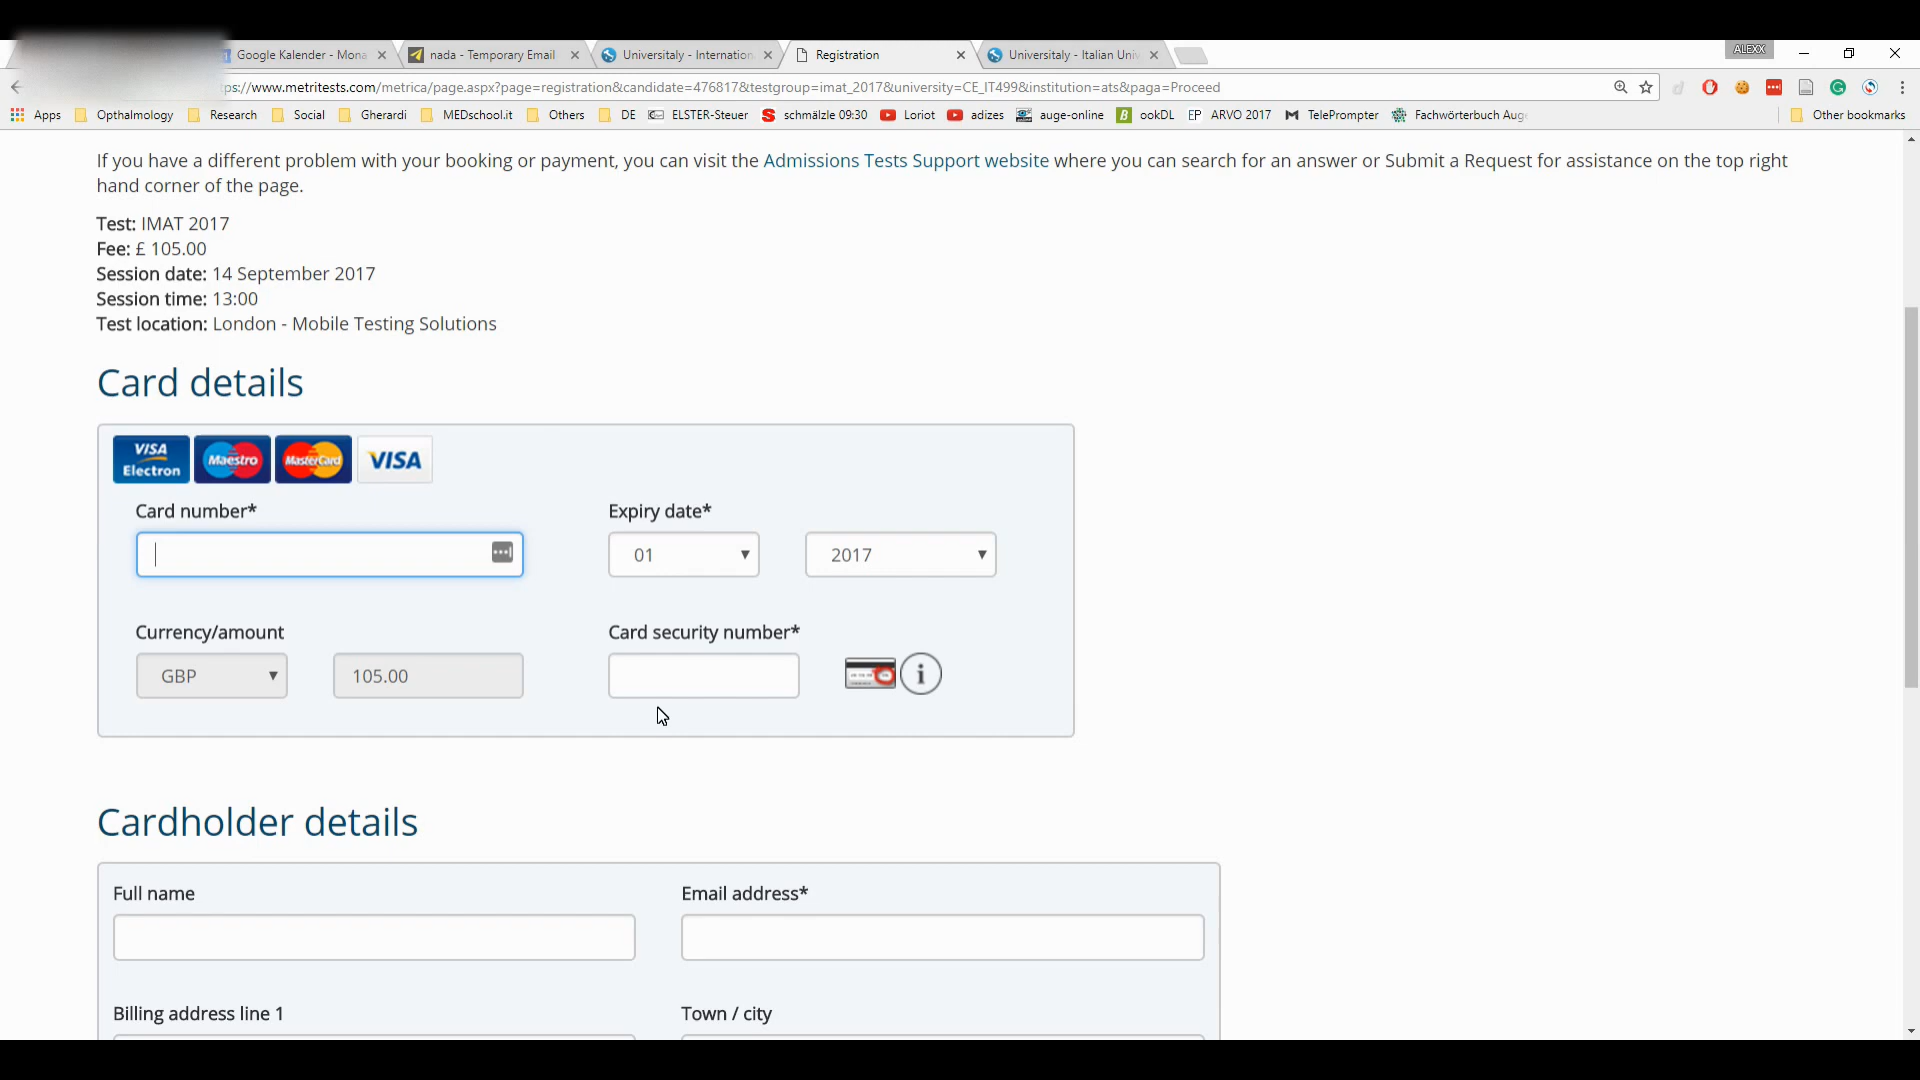 Google Kalender - Mona
nada - Temporary Email
Universitaly - Internation
Registration
Universitaly - Italian Univ
ALEXX
ps://www.metritests.com/metrica/page.aspx?page=registration&candidate=476817&testgroup=imat_2017&university=CE_IT499&institution=ats&paga=Proceed
Apps Opthalmology Research Social Gherardi MEDschool.it Others DE ELSTER-Steuer schmälzle 09:30 Loriot adizes auge-online B ookDL EP ARVO 2017 TelePrompter Fachwörterbuch Auge Other bookmarks
If you have a different problem with your booking or payment, you can visit the Admissions Tests Support website where you can search for an answer or Submit a Request for assistance on the top right
hand corner of the page.
Test: IMAT 2017
Fee: £ 105.00
Session date: 14 September 2017
Session time: 13:00
Test location: London - Mobile Testing Solutions
Card details
VISA Electron Maestro MasterCard VISA
Card number* Expiry date*
01 2017
Currency/amount Card security number*
GBP 105.00
Cardholder details
Full name Email address*
Billing address line 1 Town / city